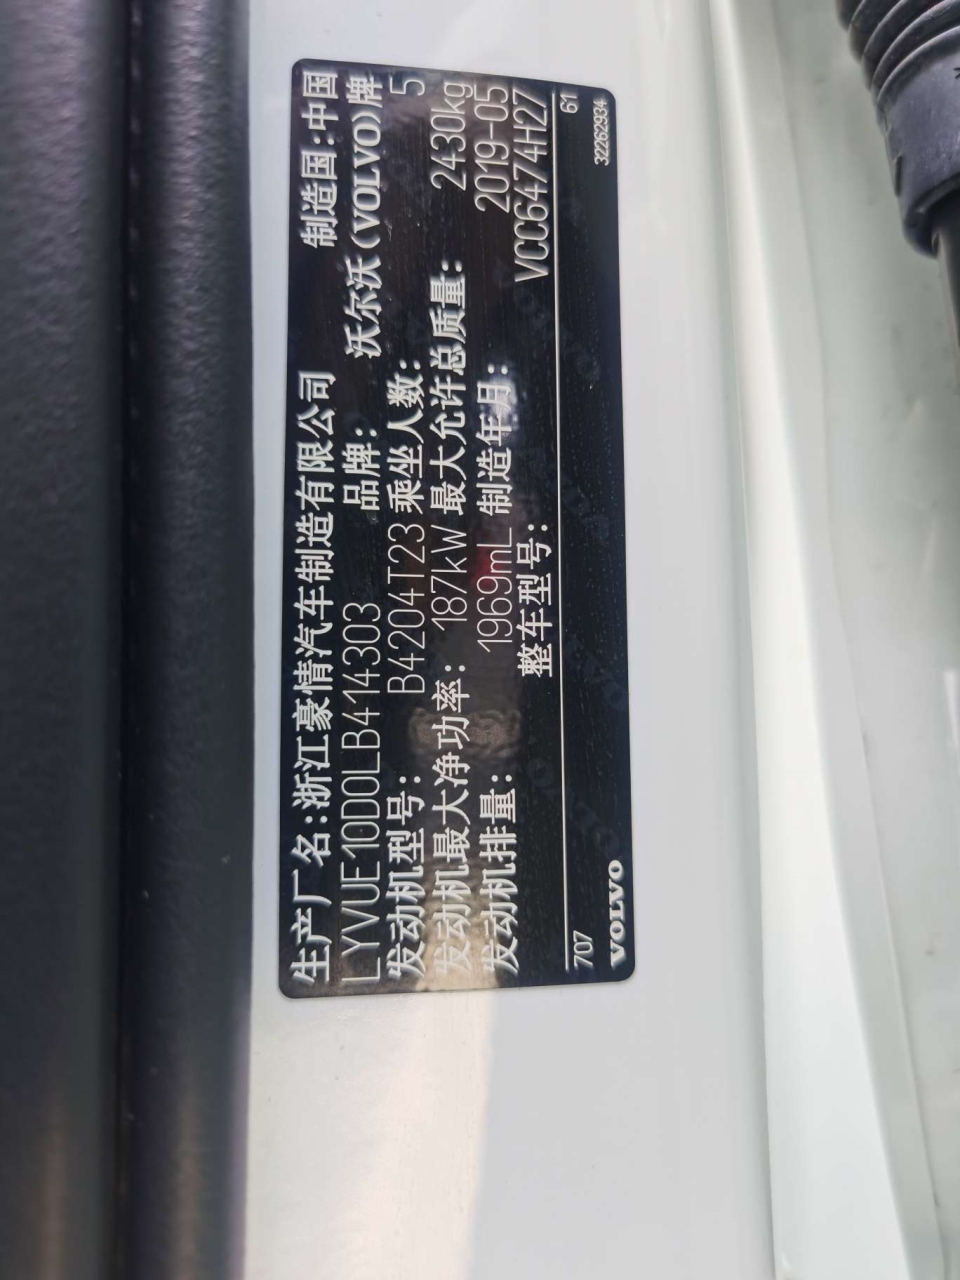 生产厂名:浙江豪情汽车制造有限公司 制造国:中国
LYVUE10D0LB414303 品牌: 沃尔沃(VOLVO)牌
发动机型号: B4204T23 乘坐人数: 5
发动机最大净功率: 187kW 最大允许总质量: 2430kg
发动机排量: 1969mL 制造年月: 2019-05
整车型号: VCC6474H27
707 61
VOLVO 32262934